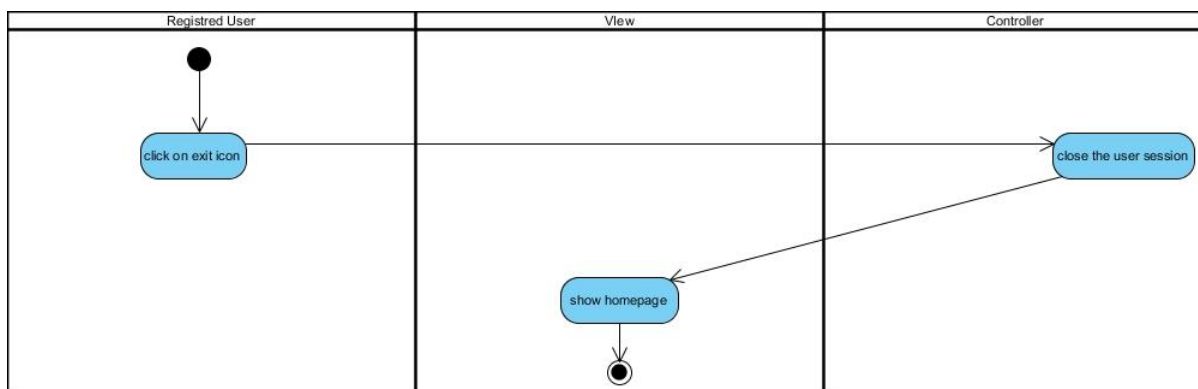 Registred User
VIew
Controller
click on exit icon
close the user session
show homepage